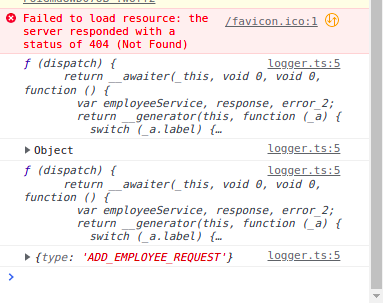 Failed to load resource: the /favicon.ico:1
server responded with a
status of 404 (Not Found)
ƒ (dispatch) { logger.ts:5
return __awaiter(_this, void 0, void 0,
function () {
var employeeService, response, error_2;
return __generator(this, function (_a) {
switch (_a.label) {…
Object logger.ts:5
ƒ (dispatch) { logger.ts:5
return __awaiter(_this, void 0, void 0,
function () {
var employeeService, response, error_2;
return __generator(this, function (_a) {
switch (_a.label) {…
{type: 'ADD_EMPLOYEE_REQUEST'} logger.ts:5